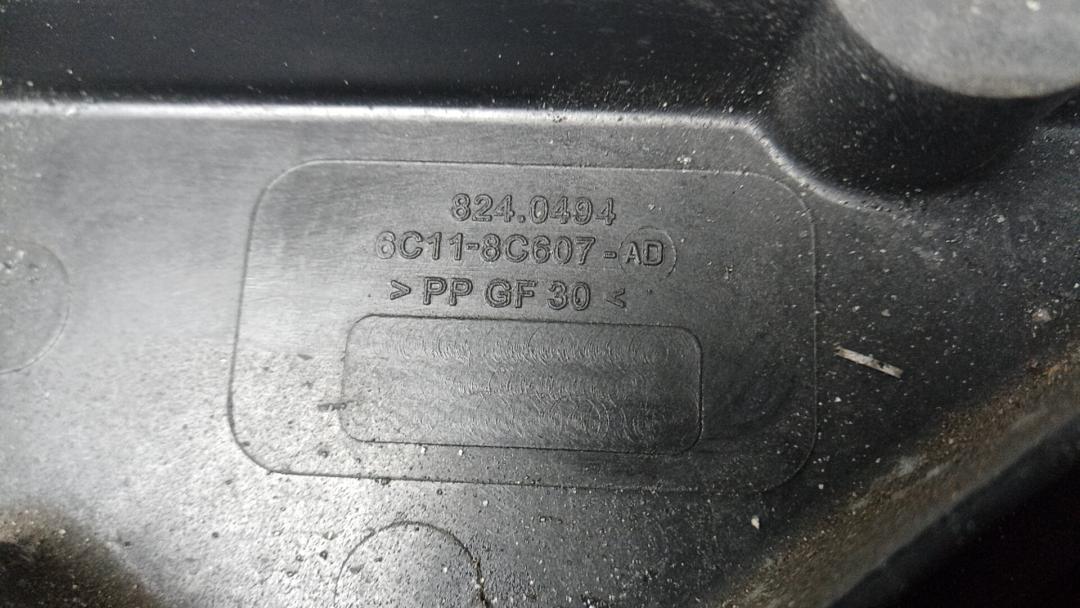 824.0494
6C11-8C607-AD
> PP GF 30 <